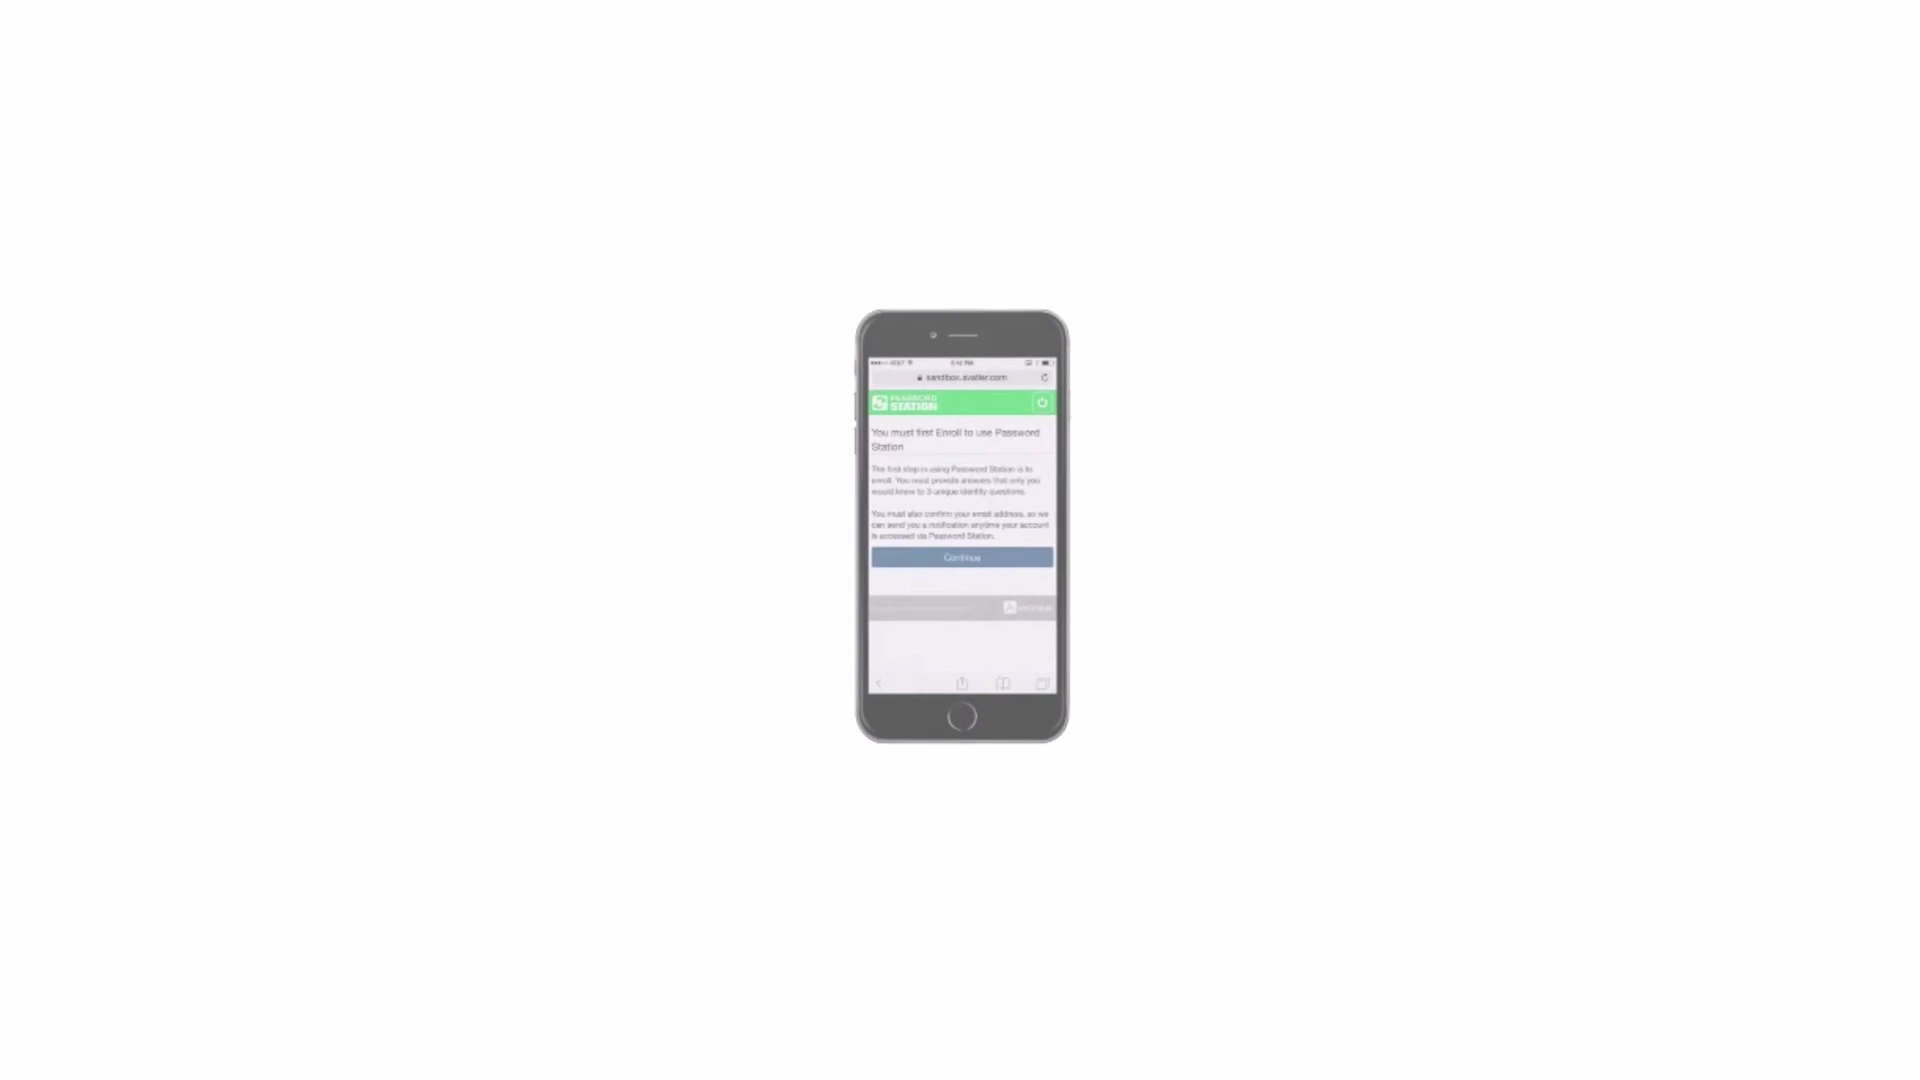 AT&T
sandbox.avatier.com
PASSWORD
STATION
You must first Enroll to use Password
Station
The first step in using Password Station is to
enroll. You must provide answers that only you
would know to 3 unique identity questions.
You must also confirm your email address, so we
can send you a notification anytime your account
is accessed via Password Station.
Continue